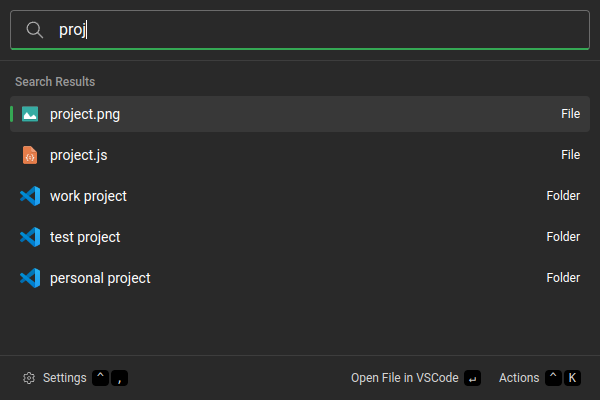 proj
Search Results
project.png File
project.js File
work project Folder
test project Folder
personal project Folder
Settings ^ , Open File in VSCode ↵ Actions ^ K